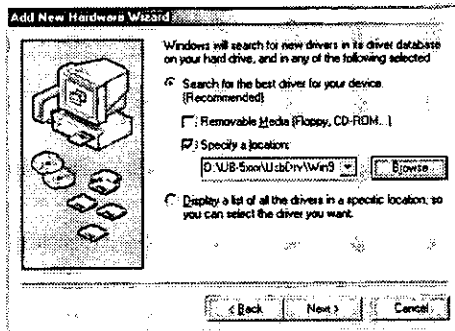 Add New Hardware Wizard
Windows will search for new drivers in its driver database
on your hard drive, and in any of the following selected
Search for the best driver for your device.
(Recommended)
Removable Media (Floppy, CD-ROM...)
Specify a location:
Browse...
Display a list of all the drivers in a specific location, so
you can select the driver you want.
< Back
Next >
Cancel